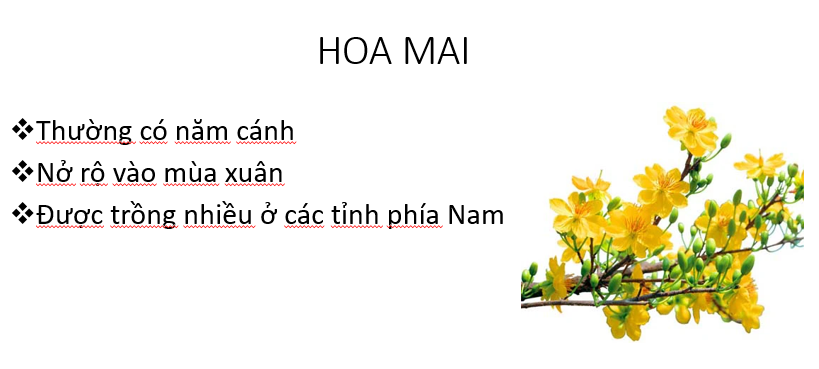 HOA MAI
❖Thường có năm cánh
❖Nở rộ vào mùa xuân
❖Được trồng nhiều ở các tỉnh phía Nam